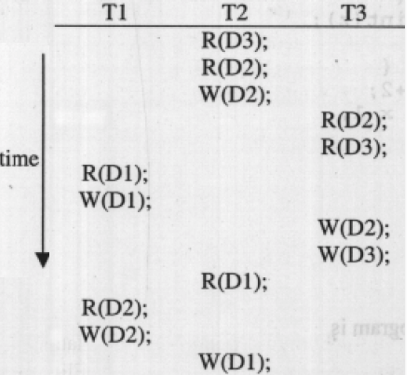 T1 T2 T3
R(D3);
R(D2);
W(D2);
R(D2);
R(D3);
time
R(D1);
W(D1);
W(D2);
W(D3);
R(D1);
R(D2);
W(D2);
W(D1);